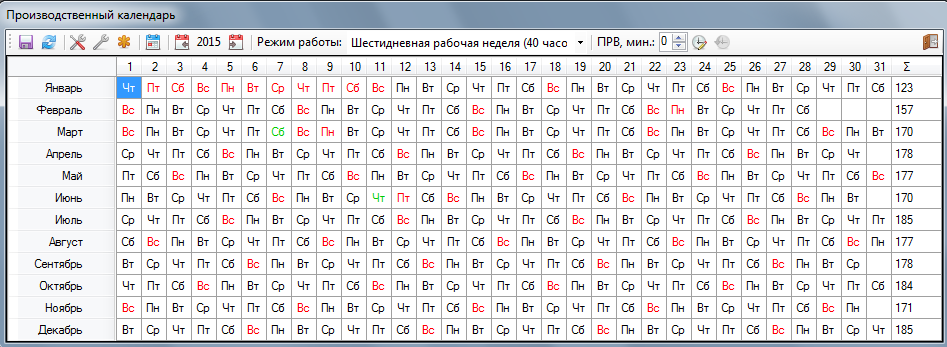 Производственный календарь
2015 Режим работы: Шестидневная рабочая неделя (40 часо ПРВ, мин.: 0
1 2 3 4 5 6 7 8 9 10 11 12 13 14 15 16 17 18 19 20 21 22 23 24 25 26 27 28 29 30 31 Σ
Январь Чт Пт Сб Вс Пн Вт Ср Чт Пт Сб Вс Пн Вт Ср Чт Пт Сб Вс Пн Вт Ср Чт Пт Сб Вс Пн Вт Ср Чт Пт Сб 123
Февраль Вс Пн Вт Ср Чт Пт Сб Вс Пн Вт Ср Чт Пт Сб Вс Пн Вт Ср Чт Пт Сб Вс Пн Вт Ср Чт Пт Сб 157
Март Вс Пн Вт Ср Чт Пт Сб Вс Пн Вт Ср Чт Пт Сб Вс Пн Вт Ср Чт Пт Сб Вс Пн Вт Ср Чт Пт Сб Вс Пн Вт 170
Апрель Ср Чт Пт Сб Вс Пн Вт Ср Чт Пт Сб Вс Пн Вт Ср Чт Пт Сб Вс Пн Вт Ср Чт Пт Сб Вс Пн Вт Ср Чт 178
Май Пт Сб Вс Пн Вт Ср Чт Пт Сб Вс Пн Вт Ср Чт Пт Сб Вс Пн Вт Ср Чт Пт Сб Вс Пн Вт Ср Чт Пт Сб Вс 177
Июнь Пн Вт Ср Чт Пт Сб Вс Пн Вт Ср Чт Пт Сб Вс Пн Вт Ср Чт Пт Сб Вс Пн Вт Ср Чт Пт Сб Вс Пн Вт 170
Июль Ср Чт Пт Сб Вс Пн Вт Ср Чт Пт Сб Вс Пн Вт Ср Чт Пт Сб Вс Пн Вт Ср Чт Пт Сб Вс Пн Вт Ср Чт Пт 185
Август Сб Вс Пн Вт Ср Чт Пт Сб Вс Пн Вт Ср Чт Пт Сб Вс Пн Вт Ср Чт Пт Сб Вс Пн Вт Ср Чт Пт Сб Вс Пн 177
Сентябрь Вт Ср Чт Пт Сб Вс Пн Вт Ср Чт Пт Сб Вс Пн Вт Ср Чт Пт Сб Вс Пн Вт Ср Чт Пт Сб Вс Пн Вт Ср 178
Октябрь Чт Пт Сб Вс Пн Вт Ср Чт Пт Сб Вс Пн Вт Ср Чт Пт Сб Вс Пн Вт Ср Чт Пт Сб Вс Пн Вт Ср Чт Пт Сб 184
Ноябрь Вс Пн Вт Ср Чт Пт Сб Вс Пн Вт Ср Чт Пт Сб Вс Пн Вт Ср Чт Пт Сб Вс Пн Вт Ср Чт Пт Сб Вс Пн 171
Декабрь Вт Ср Чт Пт Сб Вс Пн Вт Ср Чт Пт Сб Вс Пн Вт Ср Чт Пт Сб Вс Пн Вт Ср Чт Пт Сб Вс Пн Вт Ср Чт 185